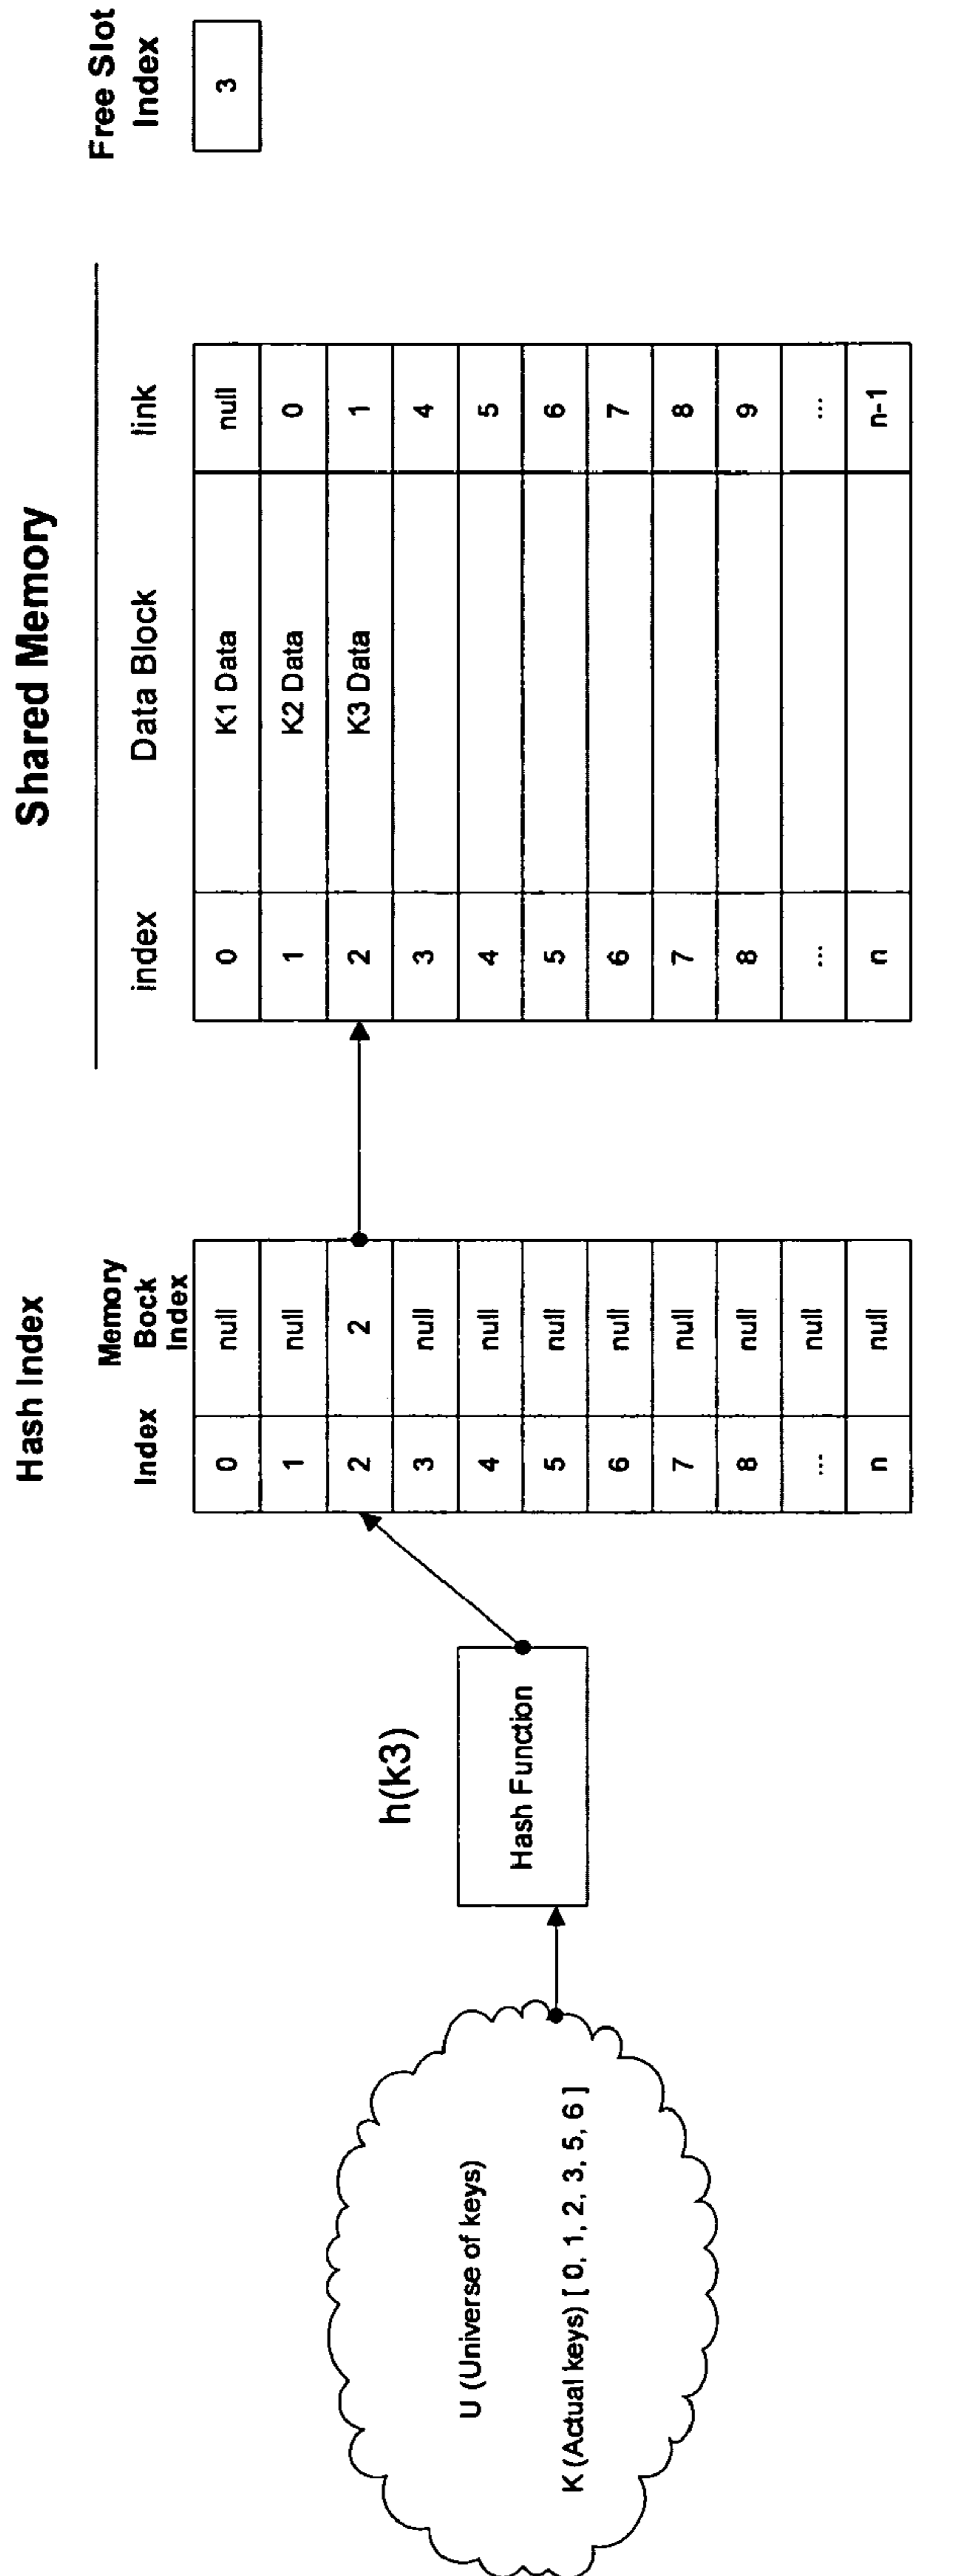 U (Universe of keys)
K (Actual keys) [ 0, 1, 2, 3, 5, 6 ]
h(k3)
Hash Function
Hash Index
Index
Memory
Bock
Index
0 null
1 null
2 2
3 null
4 null
5 null
6 null
7 null
8 null
... null
n null
Shared Memory
index Data Block link
0 K1 Data null
1 K2 Data 0
2 K3 Data 1
3 4
4 5
5 6
6 7
7 8
8 9
... ...
n n-1
Free Slot
Index
3